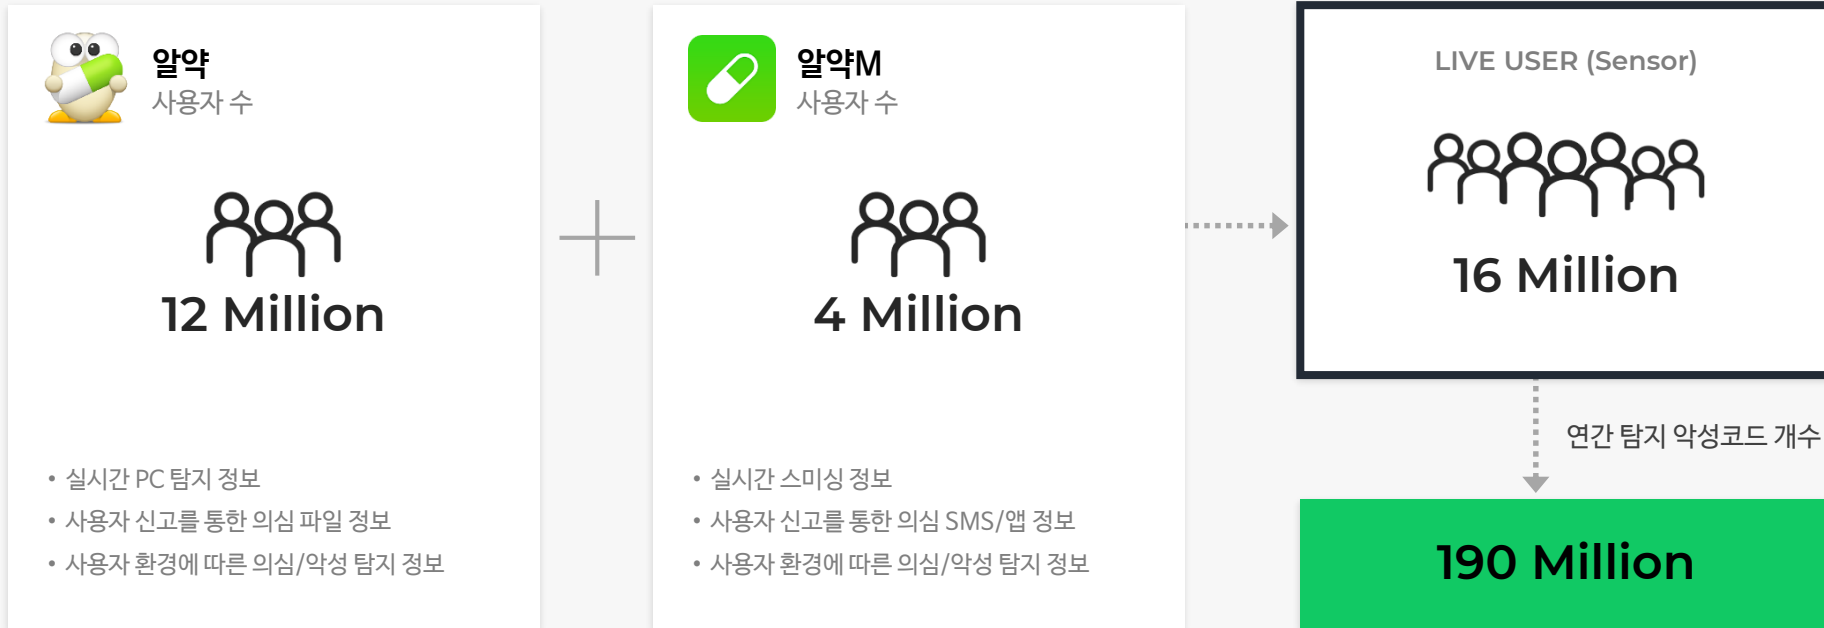 알약
사용자 수
12 Million
• 실시간 PC 탐지 정보
• 사용자 신고를 통한 의심 파일 정보
• 사용자 환경에 따른 의심/악성 탐지 정보
알약M
사용자 수
4 Million
• 실시간 스미싱 정보
• 사용자 신고를 통한 의심 SMS/앱 정보
• 사용자 환경에 따른 의심/악성 탐지 정보
LIVE USER (Sensor)
16 Million
연간 탐지 악성코드 개수
190 Million